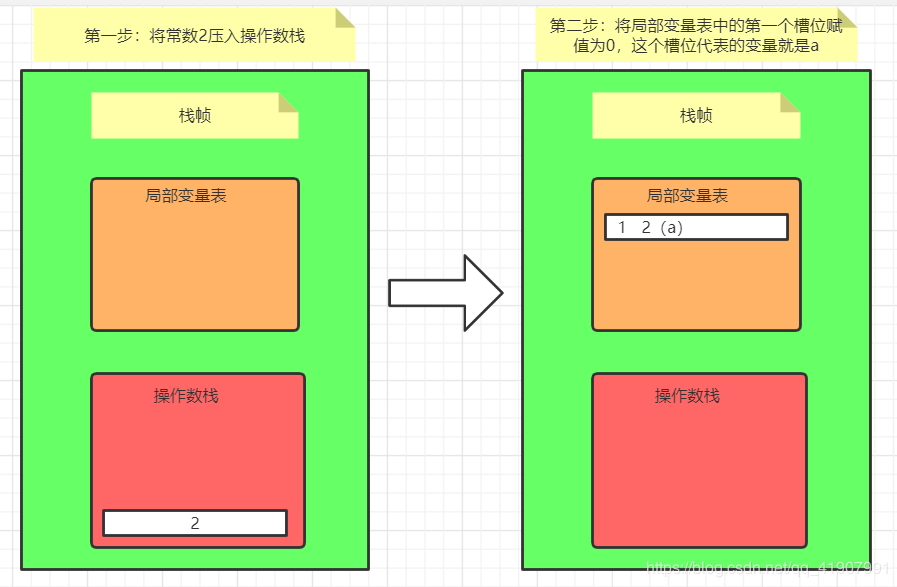 第一步：将常数2压入操作数栈
栈帧
局部变量表
操作数栈
2
第二步：将局部变量表中的第一个槽位赋
值为0，这个槽位代表的变量就是a
栈帧
局部变量表
1 2（a）
操作数栈
https://blog.csdn.net/qq_41907991